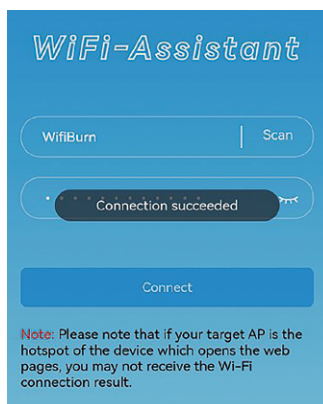 WiFi-Assistant
WifiBurn
Scan
Connection succeeded
Connect
Note: Please note that if your target AP is the
hotspot of the device which opens the web
pages, you may not receive the Wi-Fi
connection result.